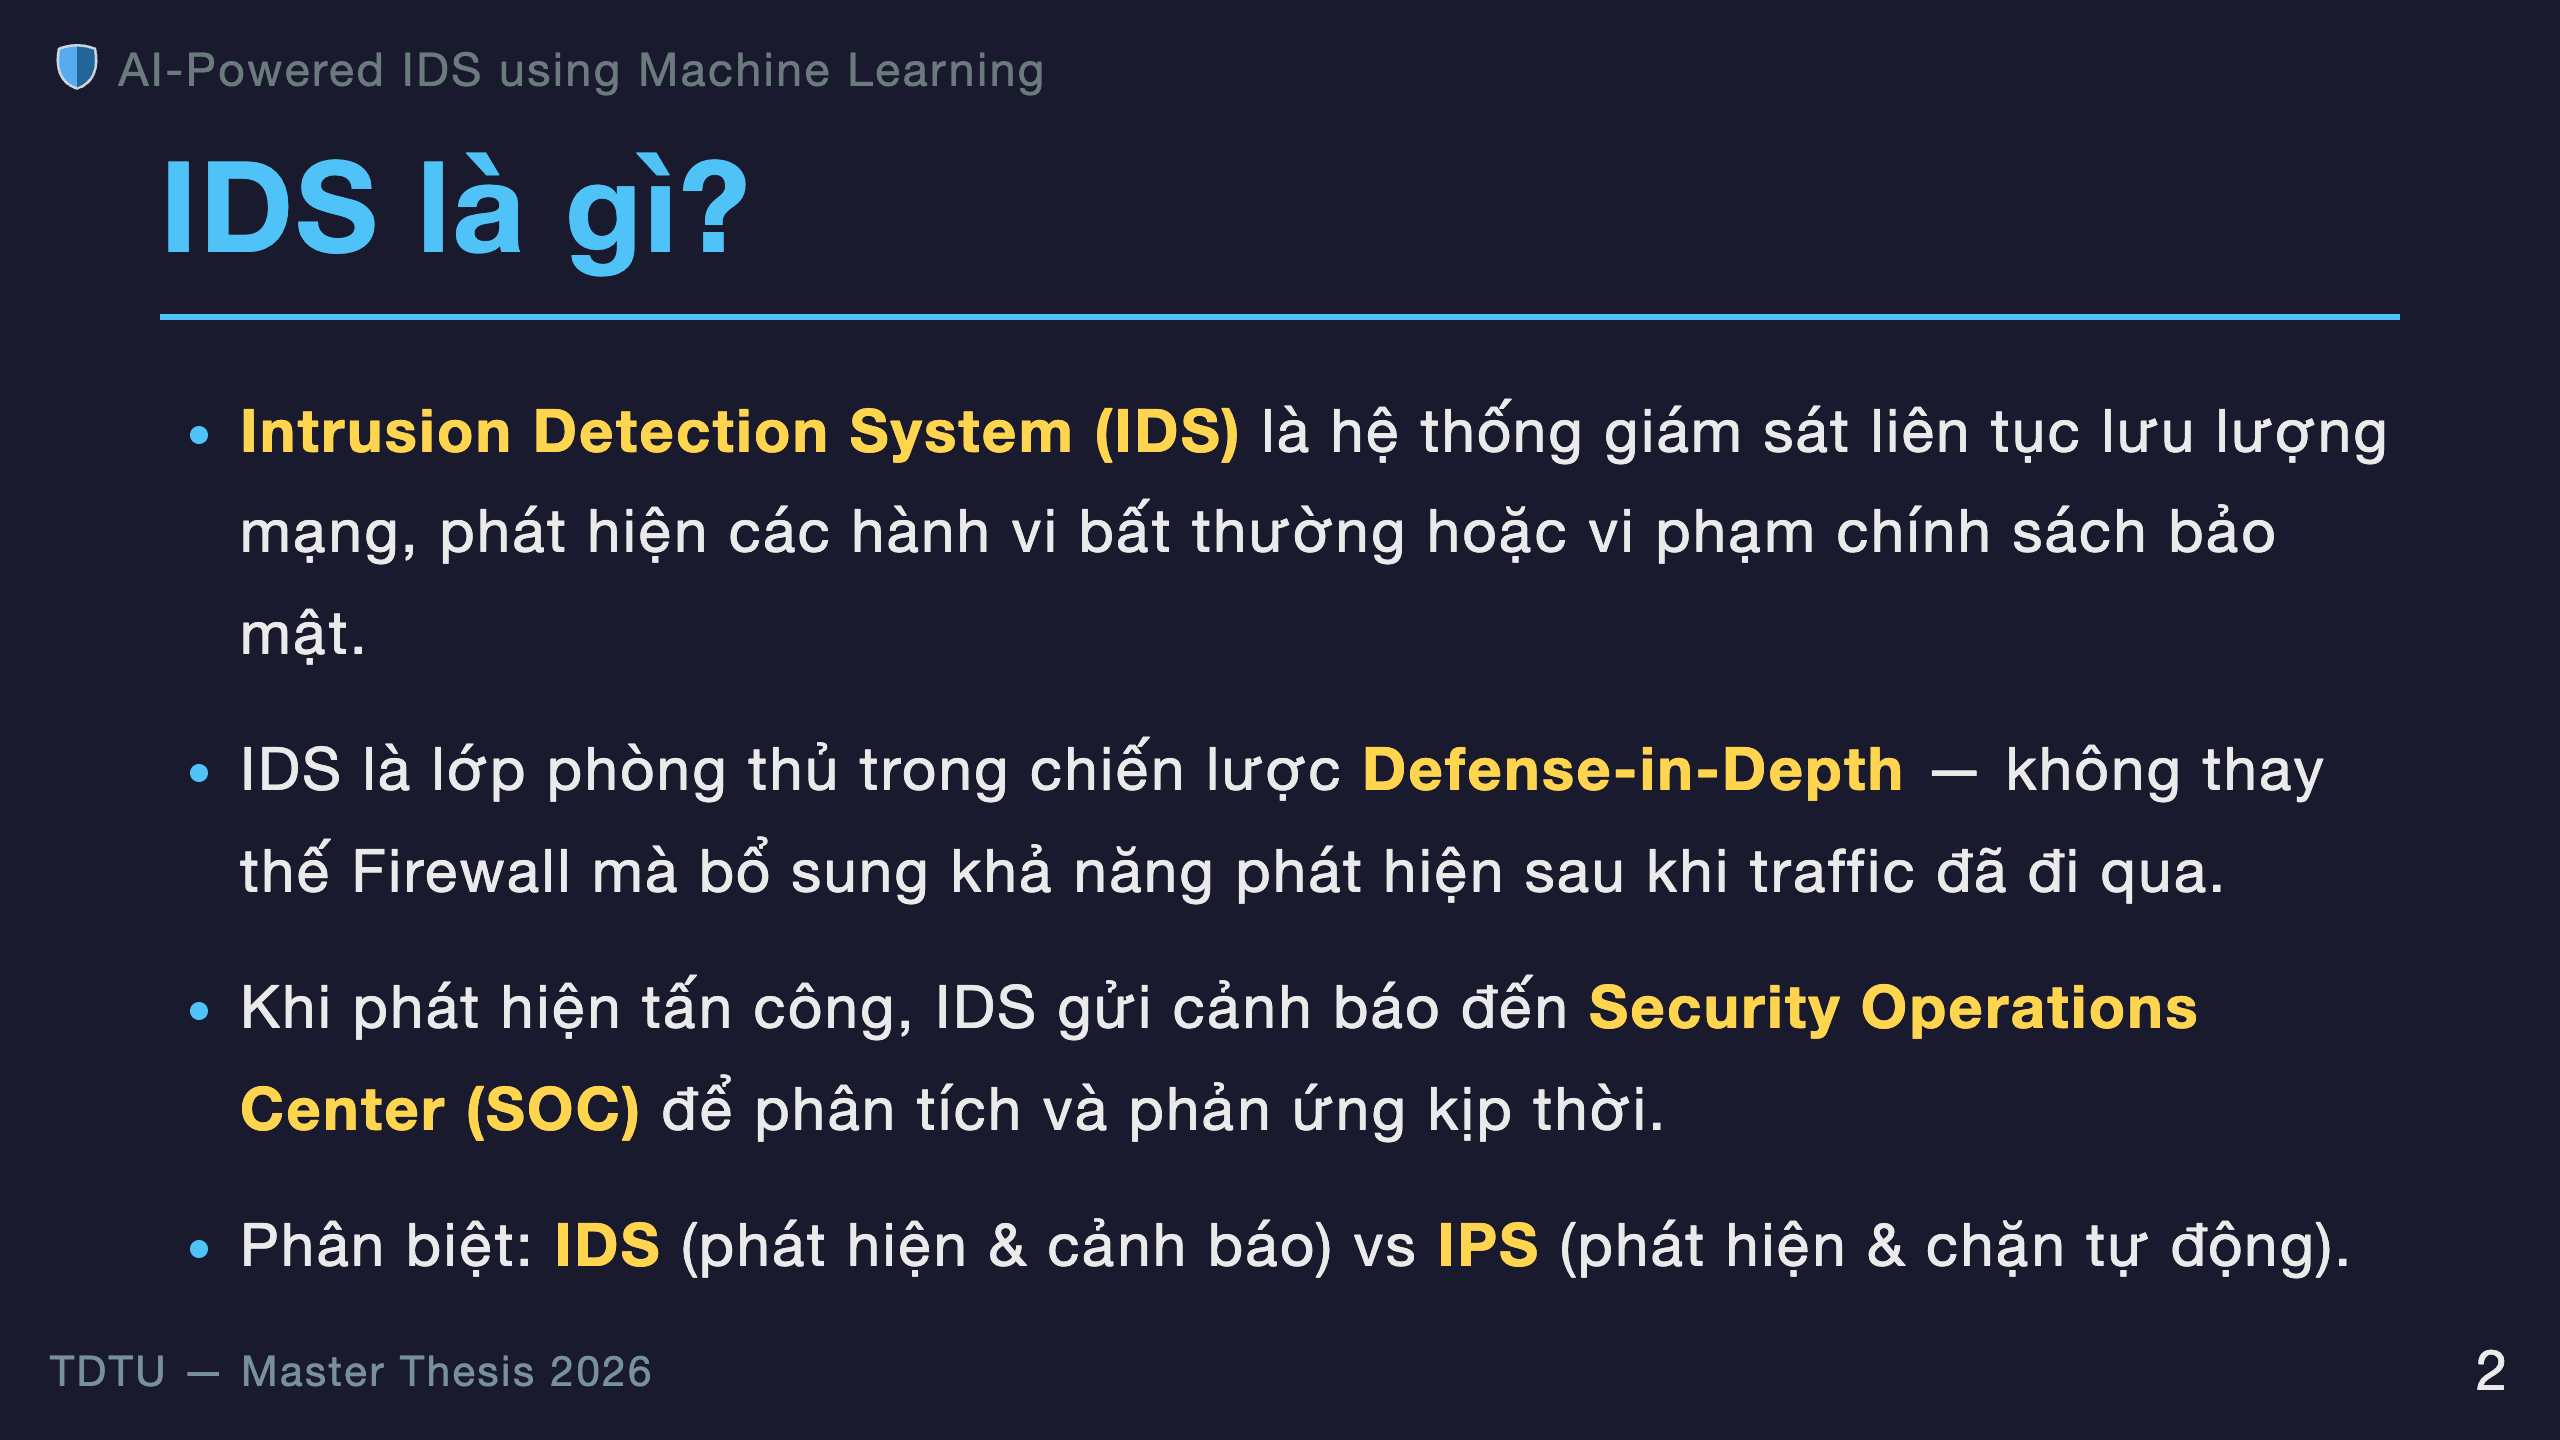 AI-Powered IDS using Machine Learning
IDS là gì?
• Intrusion Detection System (IDS) là hệ thống giám sát liên tục lưu lượng
mạng, phát hiện các hành vi bất thường hoặc vi phạm chính sách bảo
mật.
• IDS là lớp phòng thủ trong chiến lược Defense-in-Depth — không thay
thế Firewall mà bổ sung khả năng phát hiện sau khi traffic đã đi qua.
• Khi phát hiện tấn công, IDS gửi cảnh báo đến Security Operations
Center (SOC) để phân tích và phản ứng kịp thời.
• Phân biệt: IDS (phát hiện & cảnh báo) vs IPS (phát hiện & chặn tự động).
TDTU — Master Thesis 2026
2